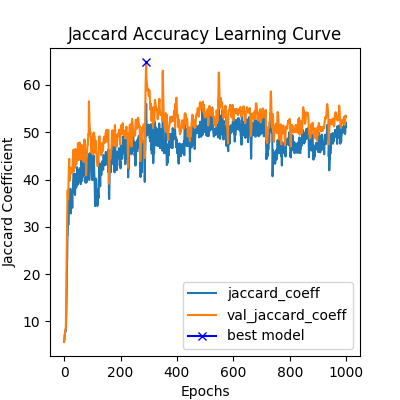 Jaccard Accuracy Learning Curve
Jaccard Coefficient
60
50
40
30
20
10
jaccard_coeff
val_jaccard_coeff
best model
0 200 400 600 800 1000
Epochs